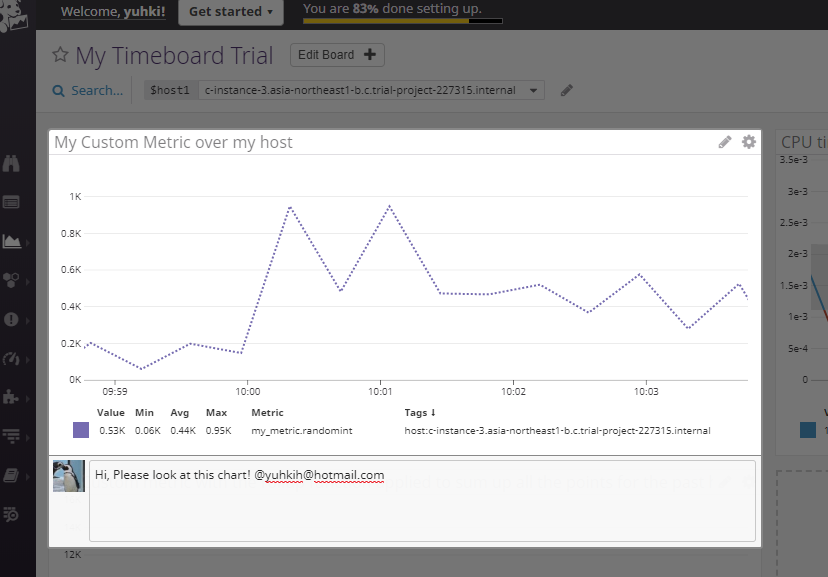 Welcome, yuhki!
Get started ▾
You are 83% done setting up.
My Timeboard Trial
Edit Board +
Search...
$host1
c-instance-3.asia-northeast1-b.c.trial-project-227315.internal
My Custom Metric over my host
1K
0.8K
0.6K
0.4K
0.2K
0K
09:59 10:00 10:01 10:02 10:03
Value Min Avg Max Metric Tags ↓
0.53K 0.06K 0.44K 0.95K my_metric.randomint host:c-instance-3.asia-northeast1-b.c.trial-project-227315.internal
Hi, Please look at this chart! @yuhkih@hotmail.com
12K
CPU ti
3.5e-3
3e-3
2.5e-3
2e-3
1.5e-3
1e-3
5e-4
0